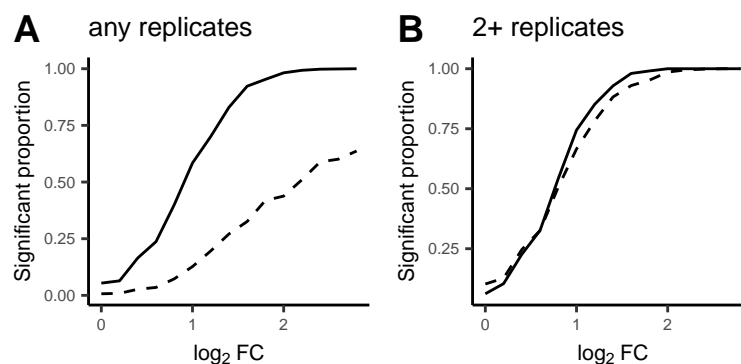 A any replicates
1.00
0.75
0.50
0.25
0.00
Significant proportion
0 1 2
log₂ FC
B 2+ replicates
1.00
0.75
0.50
0.25
Significant proportion
0 1 2
log₂ FC